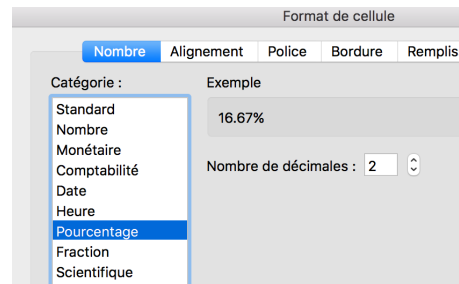 Format de cellule
Nombre Alignement Police Bordure Remplis
Catégorie :
Exemple
Standard
Nombre
Monétaire
Comptabilité
Date
Heure
Pourcentage
Fraction
Scientifique
16.67%
Nombre de décimales : 2